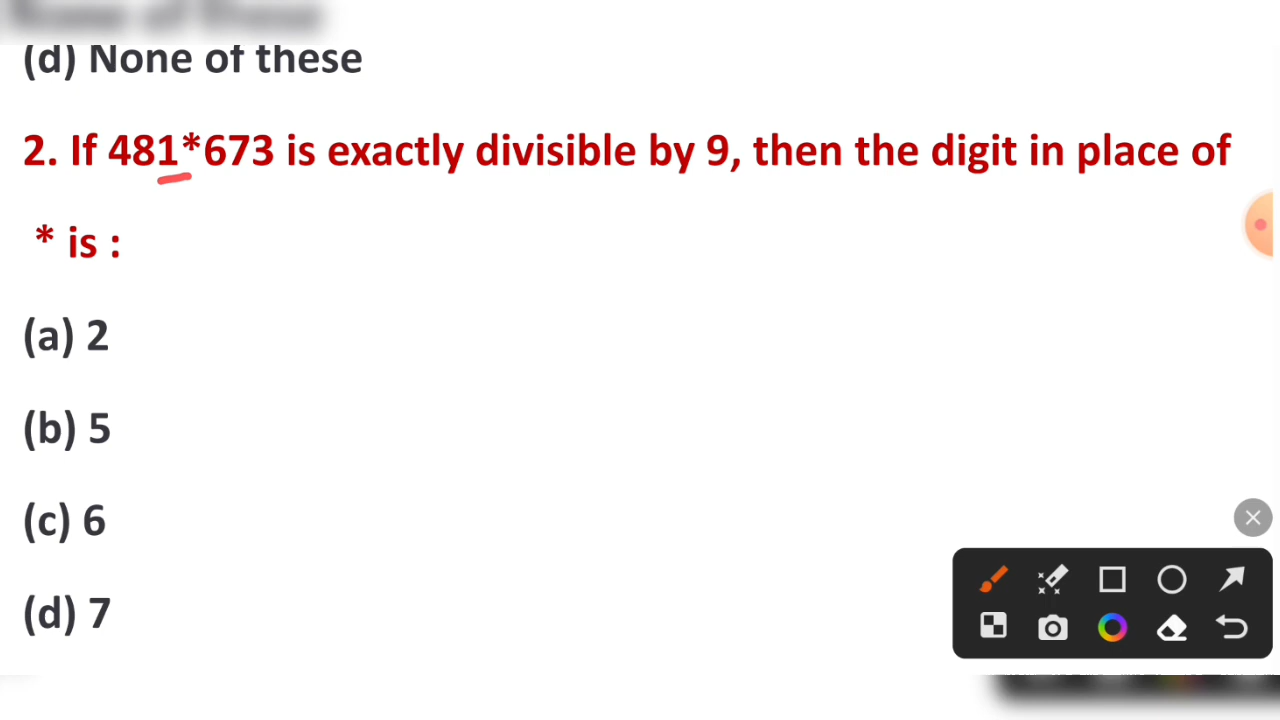 (d) None of these
2. If 481*673 is exactly divisible by 9, then the digit in place of
* is :
(a) 2
(b) 5
(c) 6
(d) 7